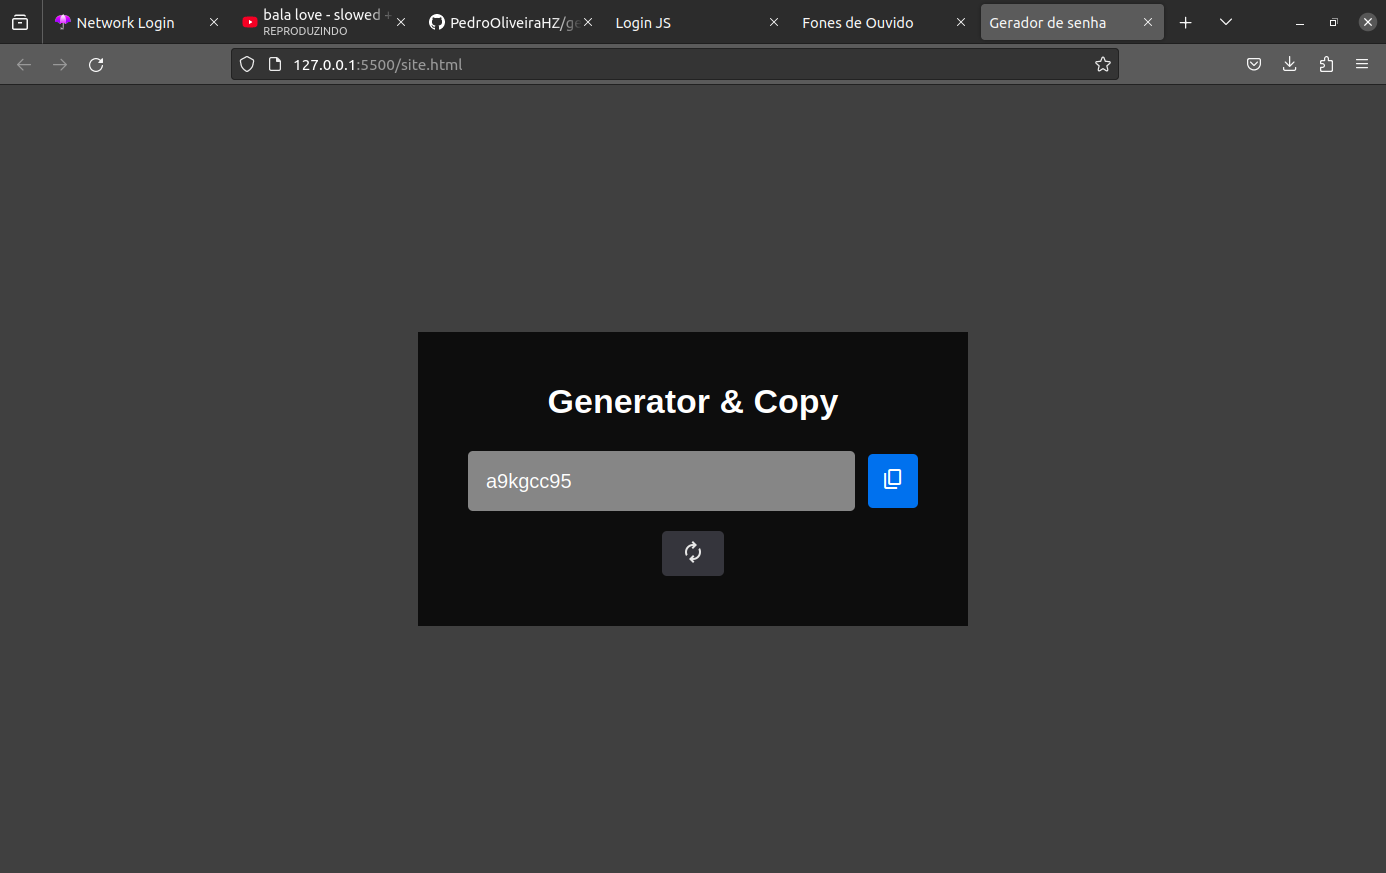 Network Login
bala love - slowed +
REPRODUZINDO
PedroOliveiraHZ/ge
Login JS
Fones de Ouvido
Gerador de senha
127.0.0.1:5500/site.html
Generator & Copy
a9kgcc95